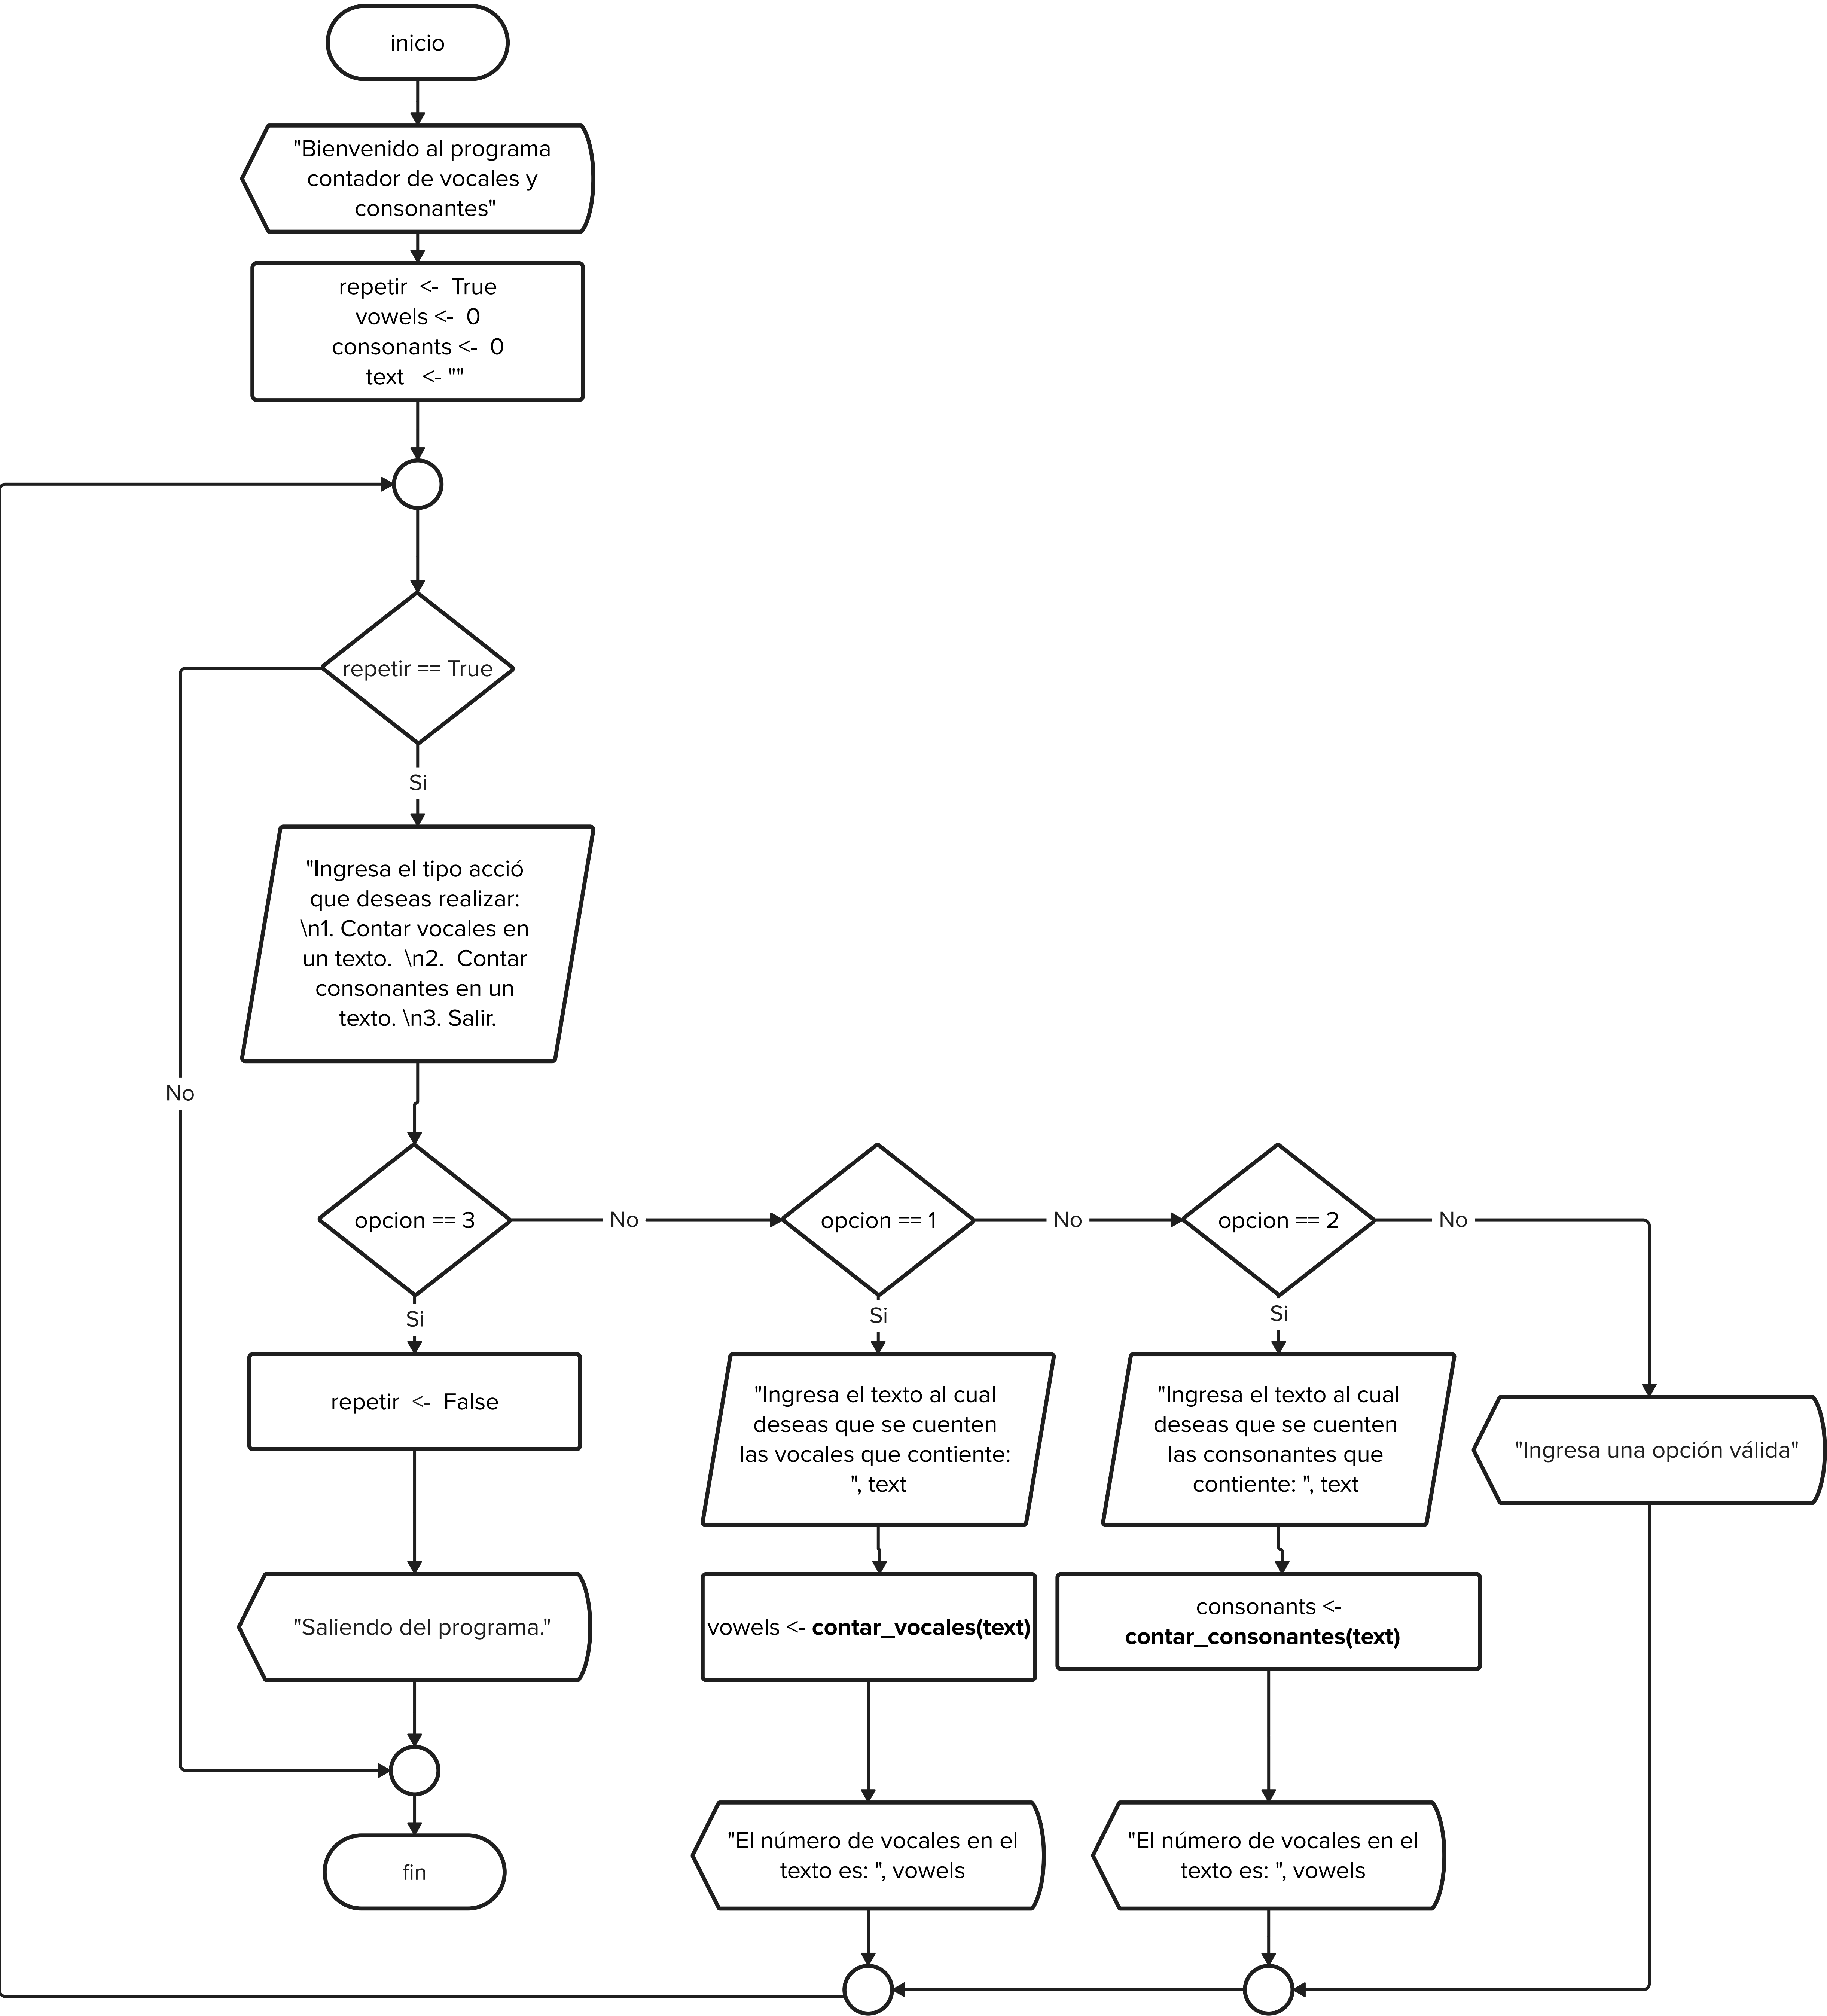 inicio
"Bienvenido al programa
contador de vocales y
consonantes"
repetir <- True
vowels <- 0
consonants <- 0
text <- ""
repetir == True
Si
No
"Ingresa el tipo acció
que deseas realizar:
\n1. Contar vocales en
un texto. \n2. Contar
consonantes en un
texto. \n3. Salir.
opcion == 3
No
opcion == 1
No
opcion == 2
No
Si
Si
Si
repetir <- False
"Ingresa el texto al cual
deseas que se cuenten
las vocales que contiente:
", text
"Ingresa el texto al cual
deseas que se cuenten
las consonantes que
contiente: ", text
"Ingresa una opción válida"
"Saliendo del programa."
vowels <- contar_vocales(text)
consonants <-
contar_consonantes(text)
"El número de vocales en el
texto es: ", vowels
"El número de vocales en el
texto es: ", vowels
fin